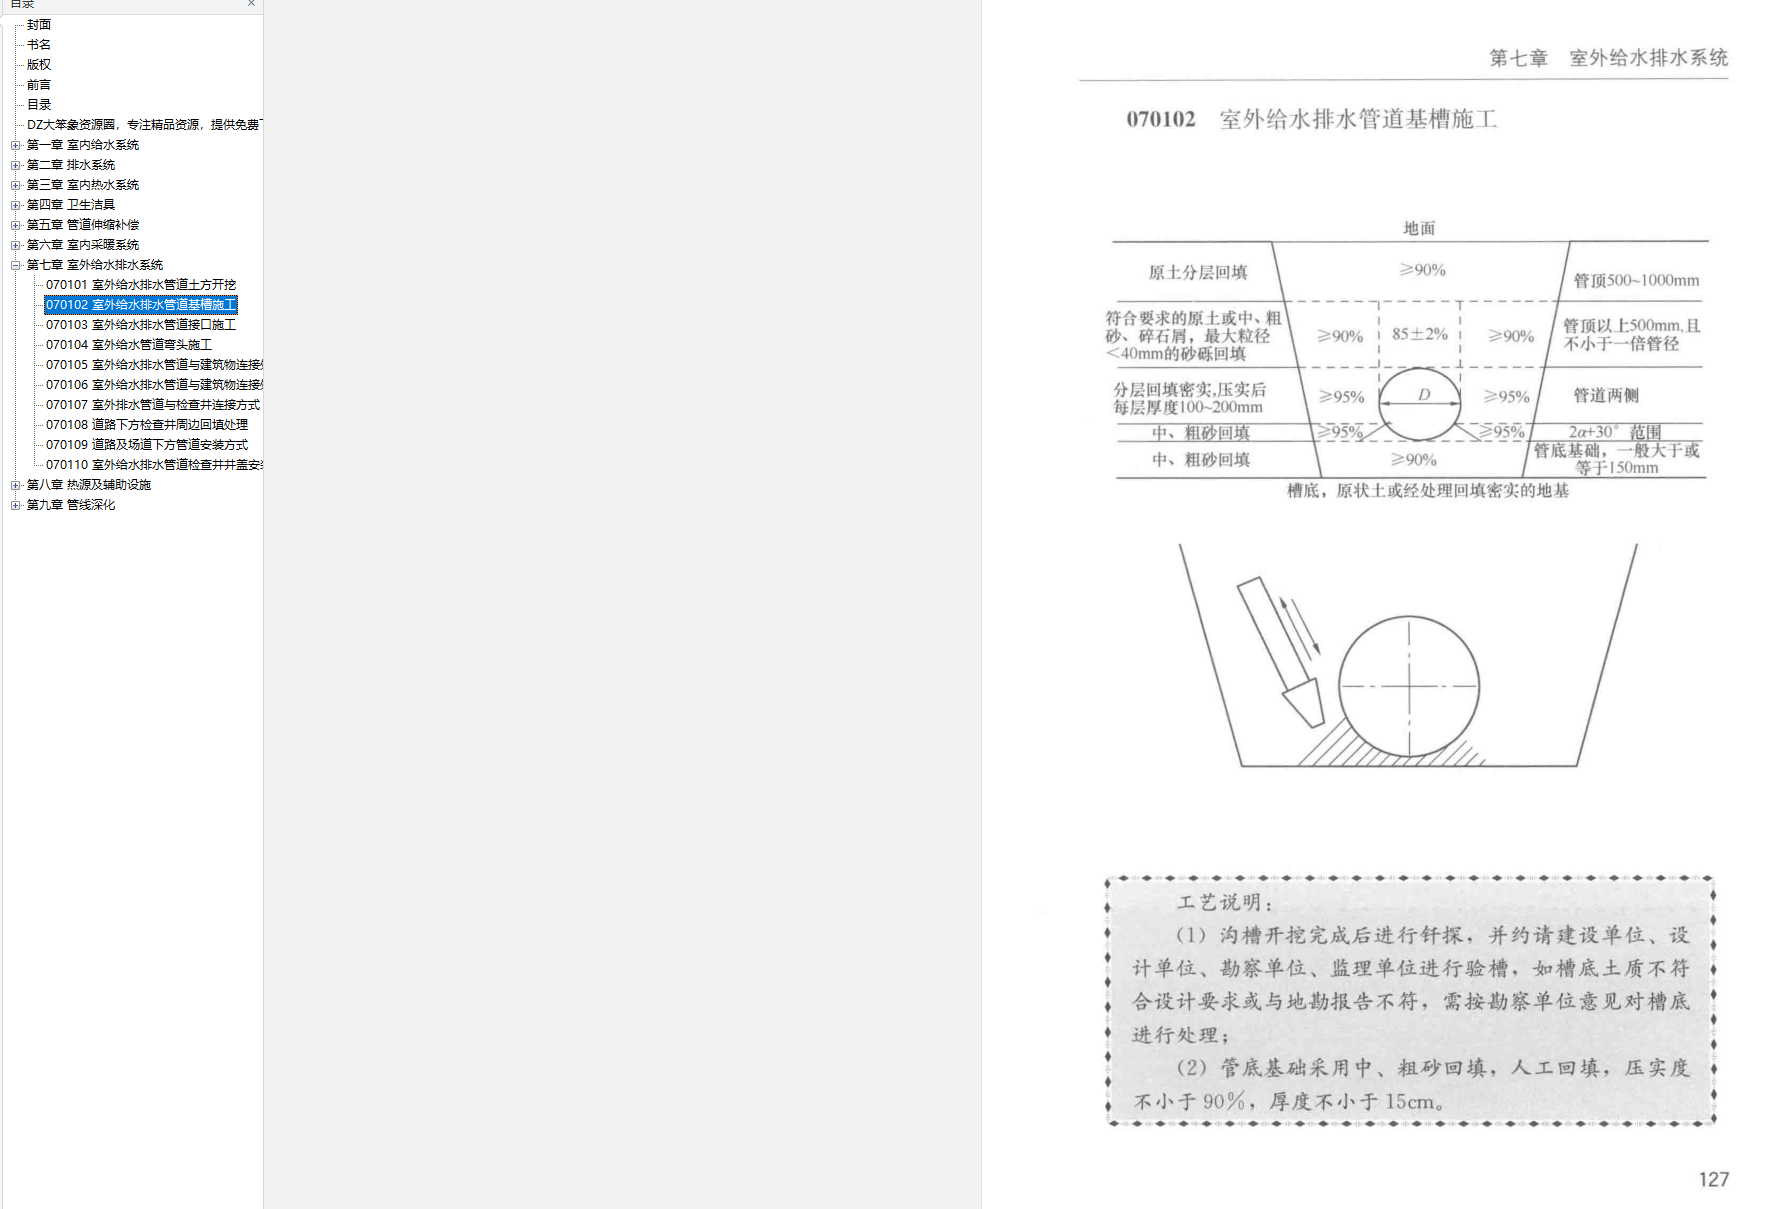 目录
封面
书名
版权
前言
目录
DZ大笨象资源圈，专注精品资源，提供免费
第一章 室内给水系统
第二章 排水系统
第三章 室内热水系统
第四章 卫生洁具
第五章 管道伸缩补偿
第六章 室内采暖系统
第七章 室外给水排水系统
070101 室外给水排水管道土方开挖
070102 室外给水排水管道基槽施工
070103 室外给水排水管道接口施工
070104 室外给水管道弯头施工
070105 室外给水排水管道与建筑物连接
070106 室外给水排水管道与建筑物连接
070107 室外排水管道与检查井连接方式
070108 道路下方检查井周边回填处理
070109 道路及场道下方管道安装方式
070110 室外给水排水管道检查井井盖安
第八章 热源及辅助设施
第九章 管线深化
第七章 室外给水排水系统
070102 室外给水排水管道基槽施工
地面
原土分层回填 ≥90% 管顶500~1000mm
符合要求的原土或中、粗
砂、碎石屑，最大粒径
<40mm的砂砾回填
≥90% 85±2% ≥90%
管顶以上500mm,且
不小于一倍管径
分层回填密实,压实后
每层厚度100~200mm
≥95% D ≥95% 管道两侧
中、粗砂回填 ≥95% ≥95% 2α+30° 范围
中、粗砂回填 ≥90%
管底基础，一般大于或
等于150mm
槽底，原状土或经处理回填密实的地基
工艺说明：
（1）沟槽开挖完成后进行钎探，并约请建设单位、设
计单位、勘察单位、监理单位进行验槽，如槽底土质不符
合设计要求或与地勘报告不符，需按勘察单位意见对槽底
进行处理；
（2）管底基础采用中、粗砂回填，人工回填，压实度
不小于 90%，厚度不小于 15cm。
127